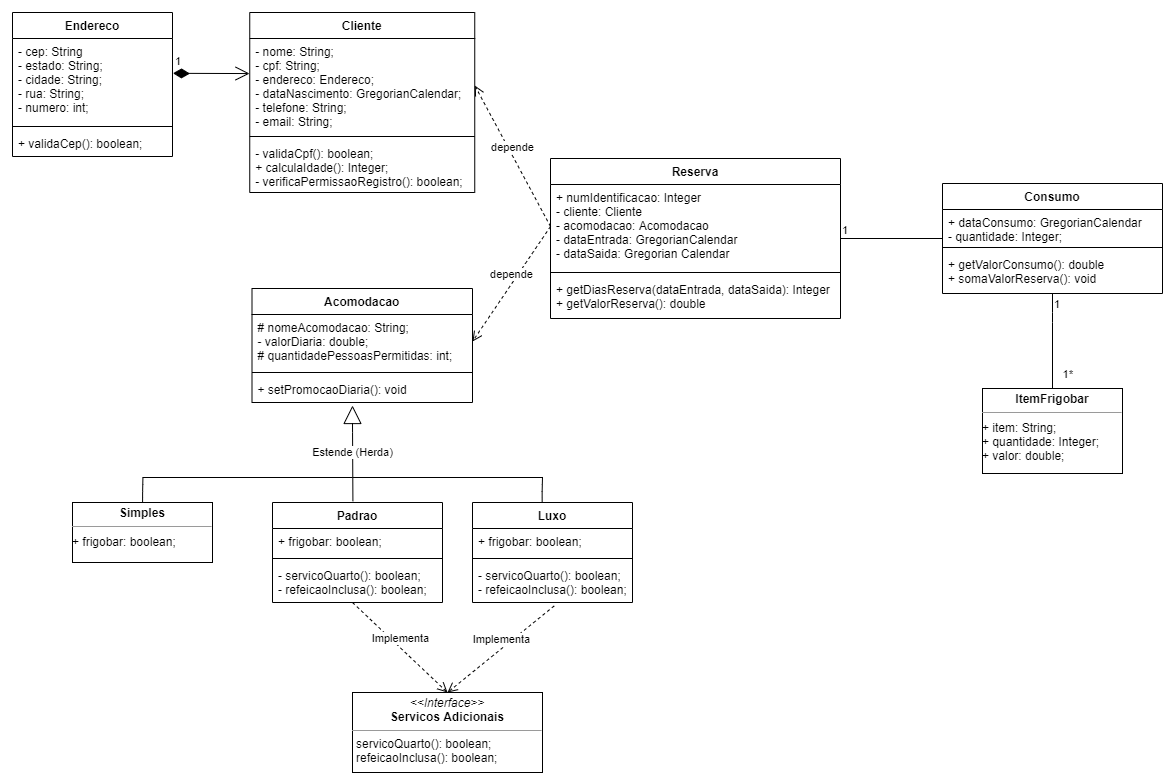 Endereco
- cep: String
- estado: String;
- cidade: String;
- rua: String;
- numero: int;
+ validaCep(): boolean;
1
Cliente
- nome: String;
- cpf: String;
- endereco: Endereco;
- dataNascimento: GregorianCalendar;
- telefone: String;
- email: String;
- validaCpf(): boolean;
+ calculaIdade(): Integer;
- verificaPermissaoRegistro(): boolean;
depende
Reserva
+ numIdentificacao: Integer
- cliente: Cliente
- acomodacao: Acomodacao
- dataEntrada: GregorianCalendar
- dataSaida: Gregorian Calendar
+ getDiasReserva(dataEntrada, dataSaida): Integer
+ getValorReserva(): double
1
Consumo
+ dataConsumo: GregorianCalendar
- quantidade: Integer;
+ getValorConsumo(): double
+ somaValorReserva(): void
depende
Acomodacao
# nomeAcomodacao: String;
- valorDiaria: double;
# quantidadePessoasPermitidas: int;
+ setPromocaoDiaria(): void
1
1*
ItemFrigobar
+ item: String;
+ quantidade: Integer;
+ valor: double;
Estende (Herda)
Simples
+ frigobar: boolean;
Padrao
+ frigobar: boolean;
- servicoQuarto(): boolean;
- refeicaoInclusa(): boolean;
Luxo
+ frigobar: boolean;
- servicoQuarto(): boolean;
- refeicaoInclusa(): boolean;
Implementa
Implementa
<<Interface>>
Servicos Adicionais
servicoQuarto(): boolean;
refeicaoInclusa(): boolean;